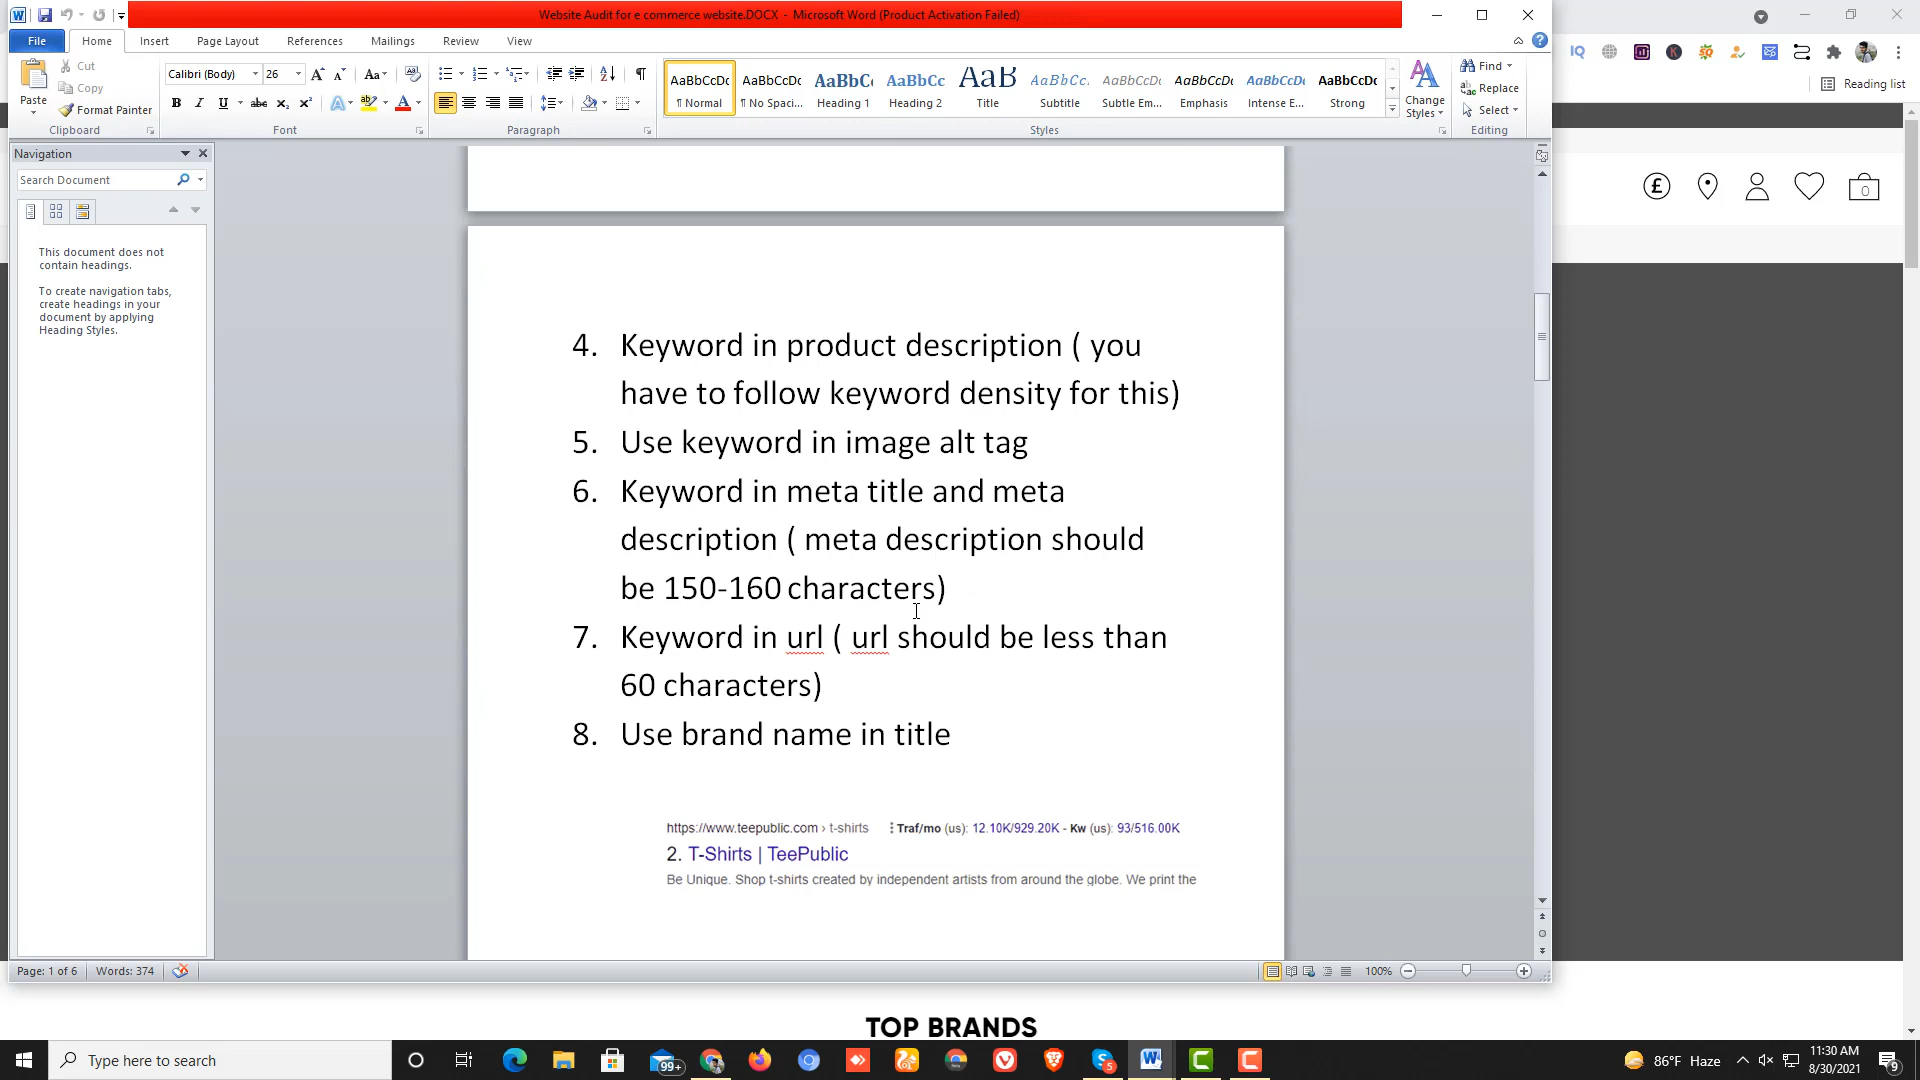 Website Audit for e commerce website.DOCX - Microsoft Word (Product Activation Failed)
File Home Insert Page Layout References Mailings Review View
Reading list
Paste
Cut
Copy
Format Painter
Clipboard
Calibri (Body) 26
Font
Paragraph
AaBbCcDc AaBbCcDc AaBbC AaBbCc AaB AaBbCc. AaBbCcDc AaBbCcDc AaBbCcDc AaBbCcDc
¶ Normal ¶ No Spaci... Heading 1 Heading 2 Title Subtitle Subtle Em... Emphasis Intense E... Strong
Styles
Change
Styles
Find
Replace
Select
Editing
Navigation
Search Document
This document does not
contain headings.
To create navigation tabs,
create headings in your
document by applying
Heading Styles.
4. Keyword in product description ( you
have to follow keyword density for this)
5. Use keyword in image alt tag
6. Keyword in meta title and meta
description ( meta description should
be 150-160 characters)
7. Keyword in url ( url should be less than
60 characters)
8. Use brand name in title
https://www.teepublic.com › t-shirts Traf/mo (us): 12.10K/929.20K - Kw (us): 93/516.00K
2. T-Shirts | TeePublic
Be Unique. Shop t-shirts created by independent artists from around the globe. We print the
£
0
Page: 1 of 6 Words: 374
100%
TOP BRANDS
Type here to search
99+
5
86°F Haze
11:30 AM
8/30/2021
9